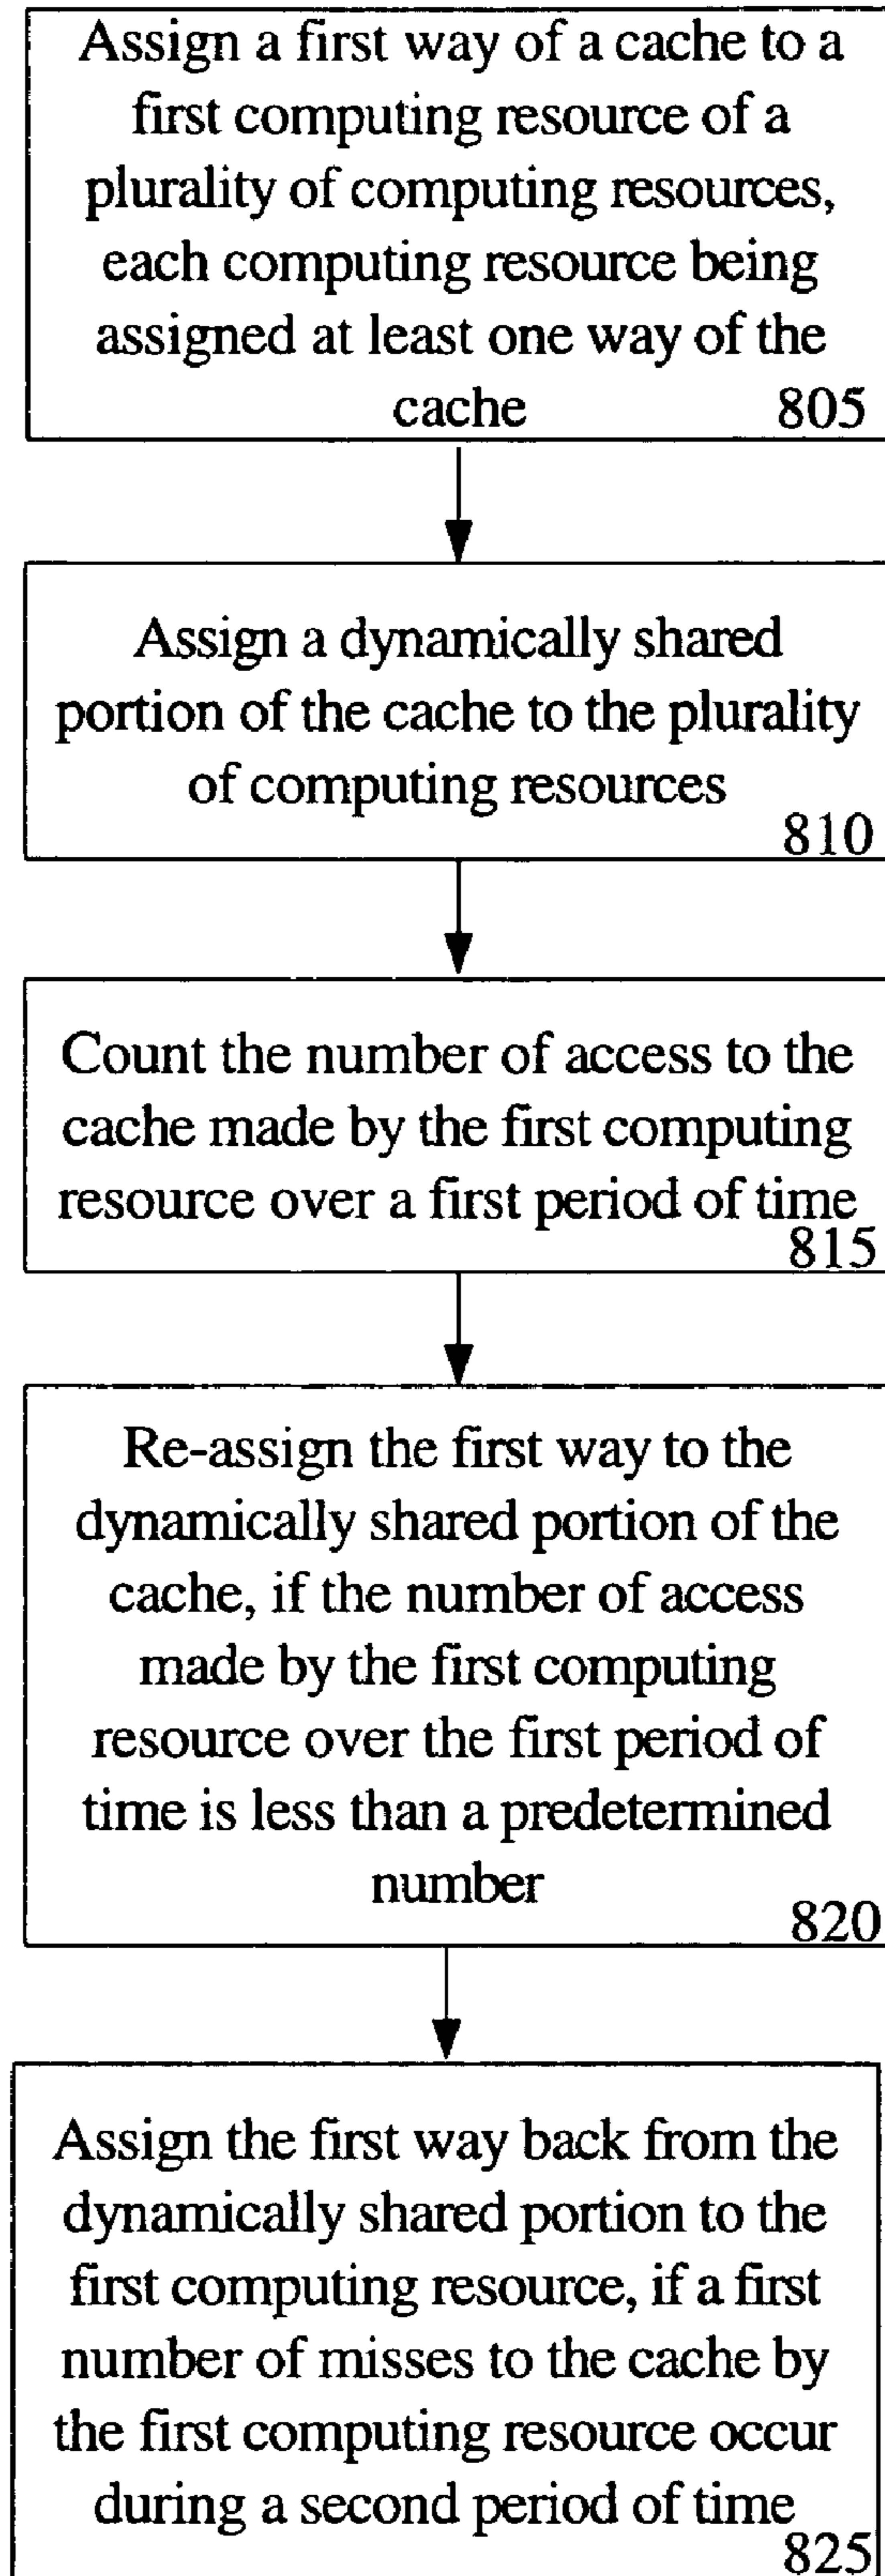 Assign a first way of a cache to a
first computing resource of a
plurality of computing resources,
each computing resource being
assigned at least one way of the
cache 805
Assign a dynamically shared
portion of the cache to the plurality
of computing resources
810
Count the number of access to the
cache made by the first computing
resource over a first period of time
815
Re-assign the first way to the
dynamically shared portion of the
cache, if the number of access
made by the first computing
resource over the first period of
time is less than a predetermined
number
820
Assign the first way back from the
dynamically shared portion to the
first computing resource, if a first
number of misses to the cache by
the first computing resource occur
during a second period of time
825